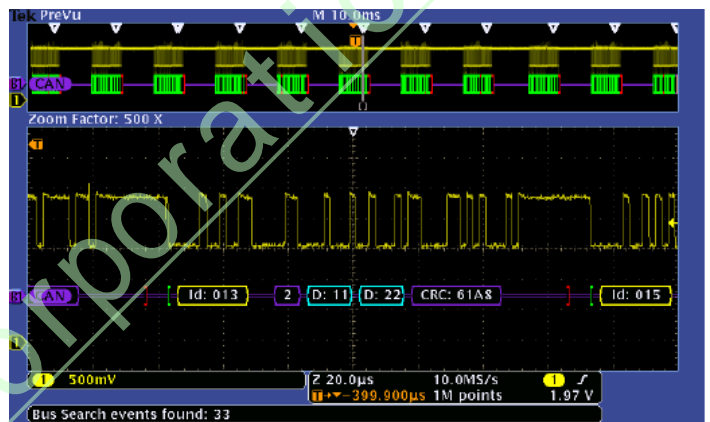 Tek PreVu M 10.0ms
T
B1 CAN
1
Zoom Factor: 500 X
T
B1 CAN Id: 013 2 D: 11 D: 22 CRC: 61A8 Id: 015
1
1 500mV Z 20.0µs 10.0MS/s 1
T→▼-399.900µs 1M points 1.97 V
Bus Search events found: 33
orporatio